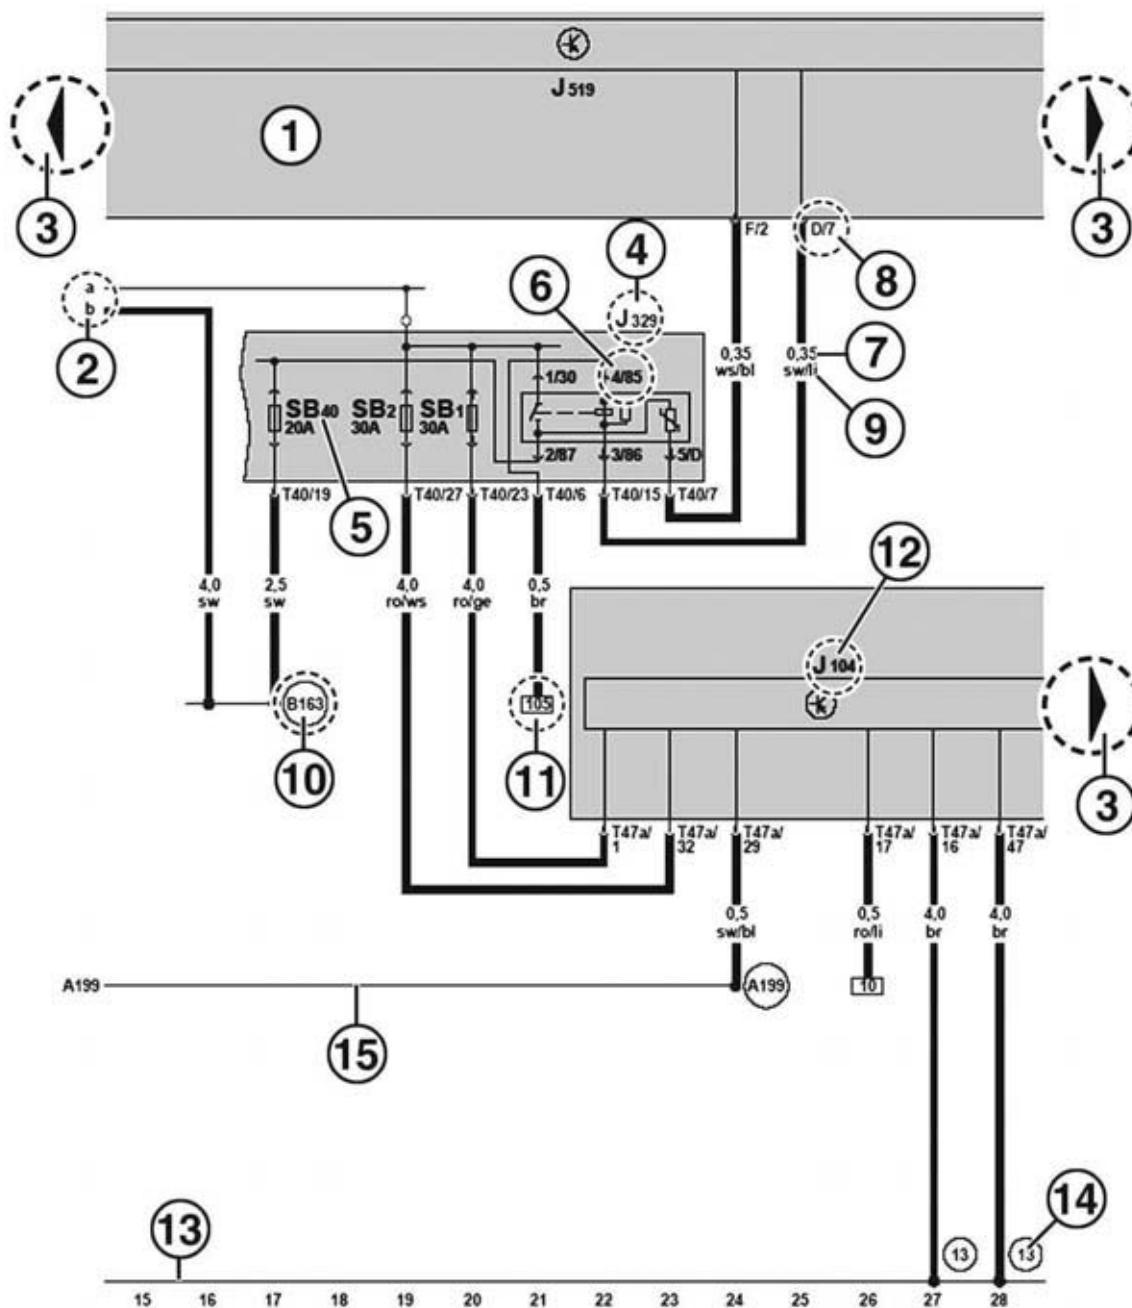 K
J 519
1
3
3
F/2
D/7
4
6
8
a
b
2
J 329
7
0,35
ws/bl
0,35
sw/li
1/30
4/85
9
SB40
20A
SB2
30A
SB1
30A
2/87
3/86
5/D
T40/19
T40/27
T40/23
T40/6
T40/15
T40/7
5
12
4,0
sw
2,5
sw
4,0
ro/ws
4,0
ro/ge
0,5
br
J 104
K
B163
105
10
11
3
T47a/
1
T47a/
32
T47a/
29
T47a/
17
T47a/
16
T47a/
47
0,5
sw/bl
0,5
ro/li
4,0
br
4,0
br
A199
A199
10
15
14
13
13
13
15 16 17 18 19 20 21 22 23 24 25 26 27 28